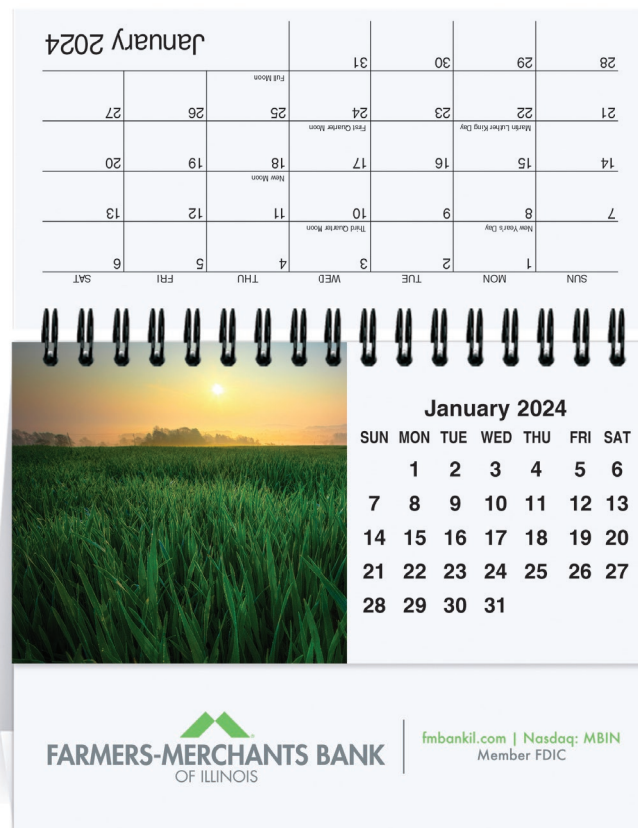 SUN MON TUE WED THU FRI SAT
1 2 3 4 5 6
New Year's Day Third Quarter Moon
7 8 9 10 11 12 13
New Moon
14 15 16 17 18 19 20
Martin Luther King Day First Quarter Moon
21 22 23 24 25 26 27
Full Moon
28 29 30 31 January 2024
January 2024
SUN MON TUE WED THU FRI SAT
1 2 3 4 5 6
7 8 9 10 11 12 13
14 15 16 17 18 19 20
21 22 23 24 25 26 27
28 29 30 31
FARMERS-MERCHANTS BANK
OF ILLINOIS
fmbankil.com | Nasdaq: MBIN
Member FDIC